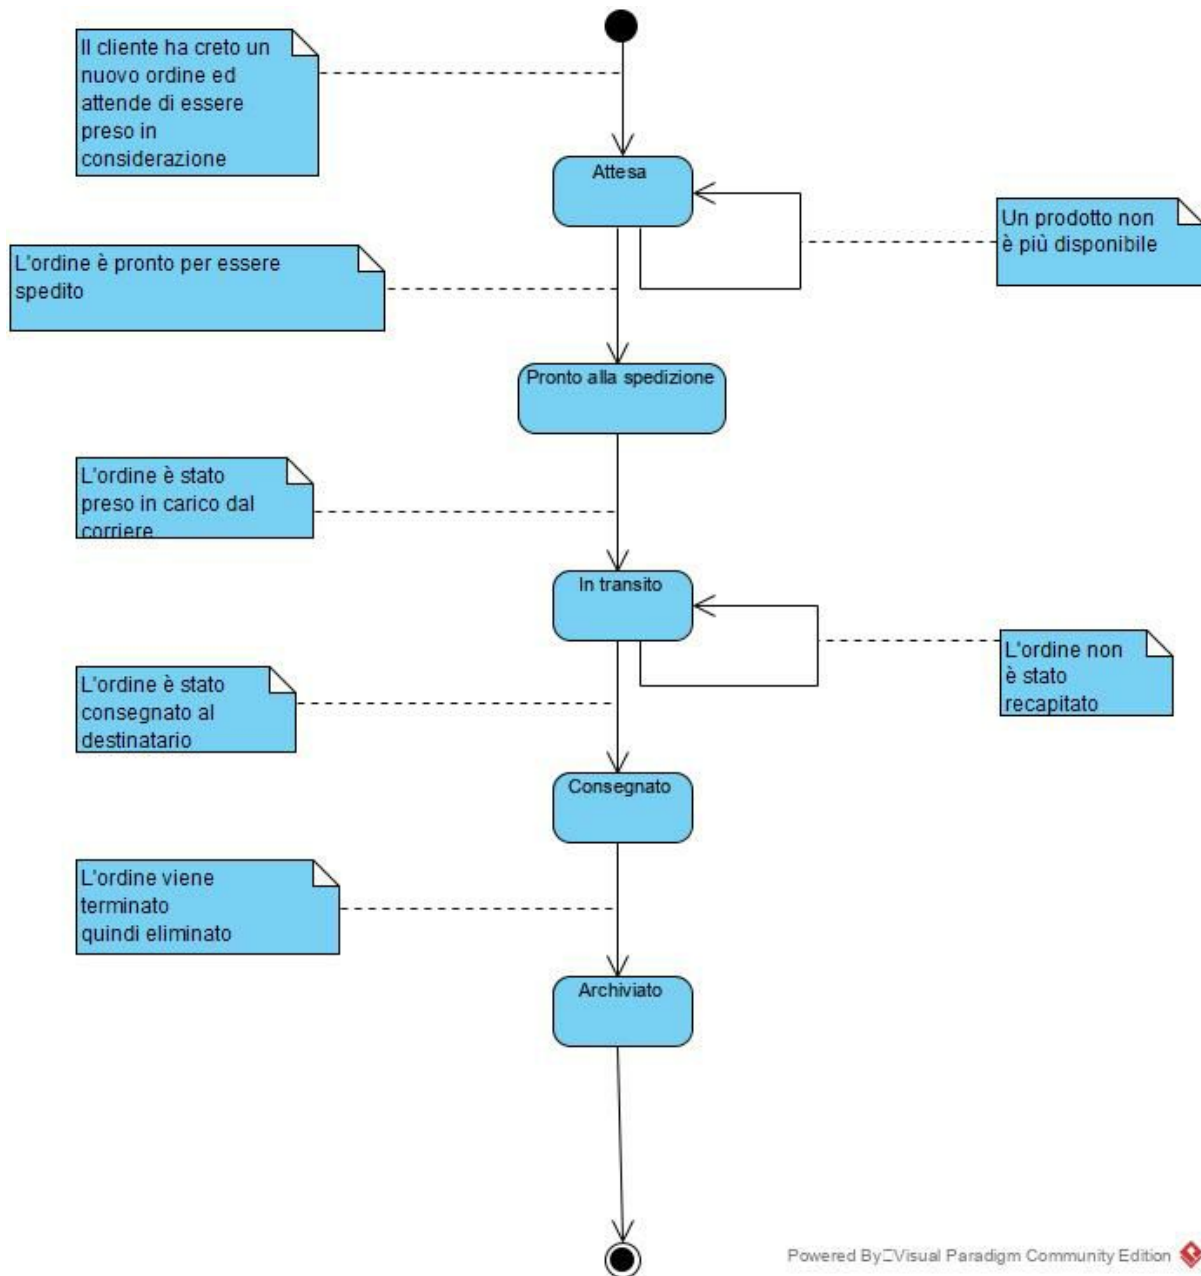 Il cliente ha creto un
nuovo ordine ed
attende di essere
preso in
considerazione
Attesa
Un prodotto non
è più disponibile
L'ordine è pronto per essere
spedito
Pronto alla spedizione
L'ordine è stato
preso in carico dal
corriere
In transito
L'ordine non
è stato
recapitato
L'ordine è stato
consegnato al
destinatario
Consegnato
L'ordine viene
terminato
quindi eliminato
Archiviato
Powered By Visual Paradigm Community Edition